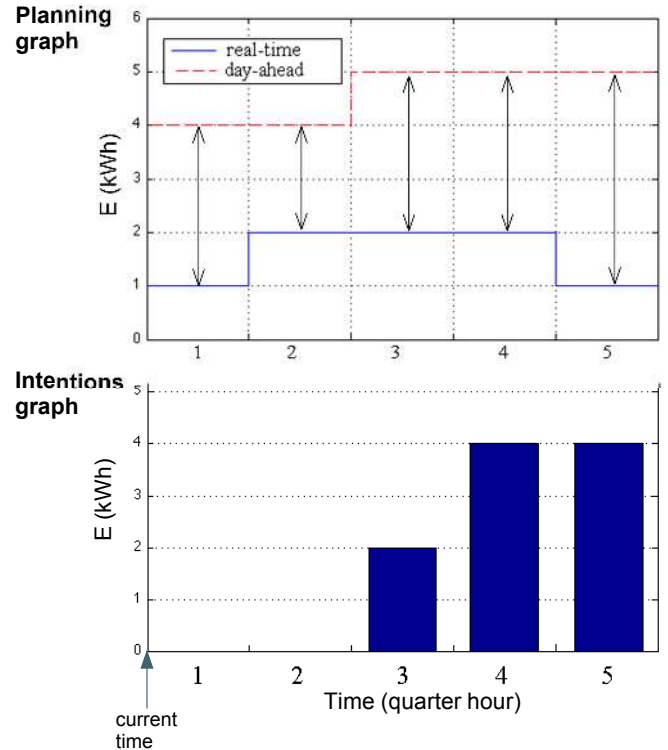 Planning
graph
6
5
4
3
2
1
0
E (kWh)
real-time
day-ahead
1 2 3 4 5
Intentions
graph
5
4
3
2
1
0
E (kWh)
1 2 3 4 5
Time (quarter hour)
current
time